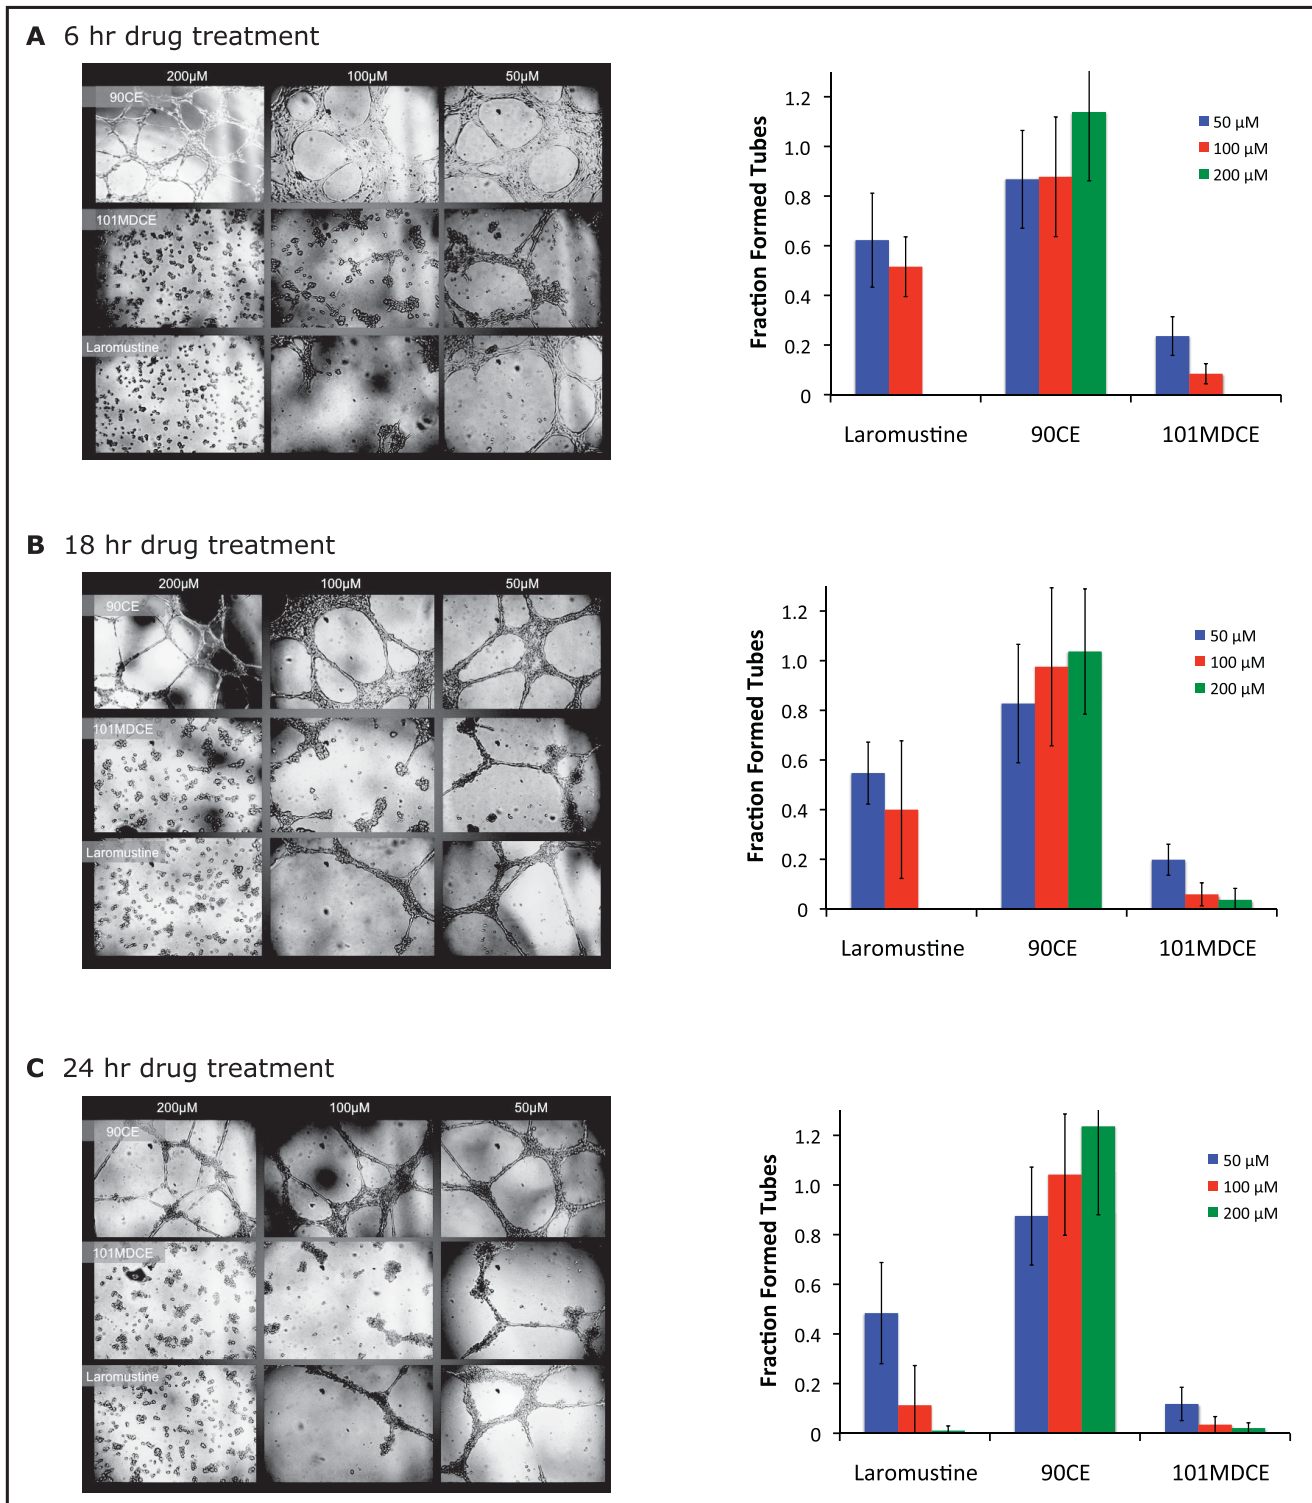 A 6 hr drug treatment
200µM 100µM 50µM
90CE
101MDCE
Laromustine
Fraction Formed Tubes
1.2
1.0
0.8
0.6
0.4
0.2
0
50 µM
100 µM
200 µM
Laromustine 90CE 101MDCE
B 18 hr drug treatment
200µM 100µM 50µM
90CE
101MDCE
Laromustine
Fraction Formed Tubes
1.2
1.0
0.8
0.6
0.4
0.2
0
50 µM
100 µM
200 µM
Laromustine 90CE 101MDCE
C 24 hr drug treatment
200µM 100µM 50µM
90CE
101MDCE
Laromustine
Fraction Formed Tubes
1.2
1.0
0.8
0.6
0.4
0.2
0
50 µM
100 µM
200 µM
Laromustine 90CE 101MDCE